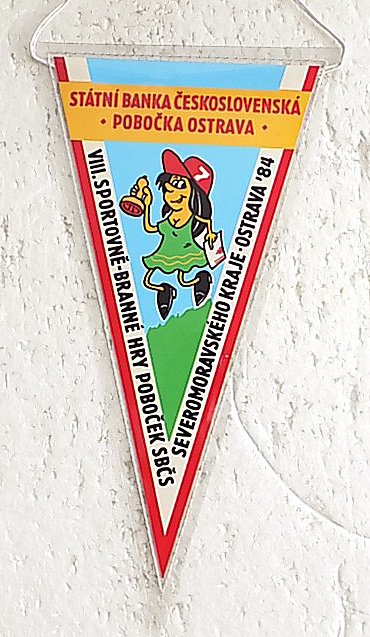 STÁTNÍ BANKA ČESKOSLOVENSKÁ
• POBOČKA OSTRAVA •
VIII. SPORTOVNĚ-BRANNÉ HRY POBOČEK SBČS
SEVEROMORAVSKÉHO KRAJE - OSTRAVA '84